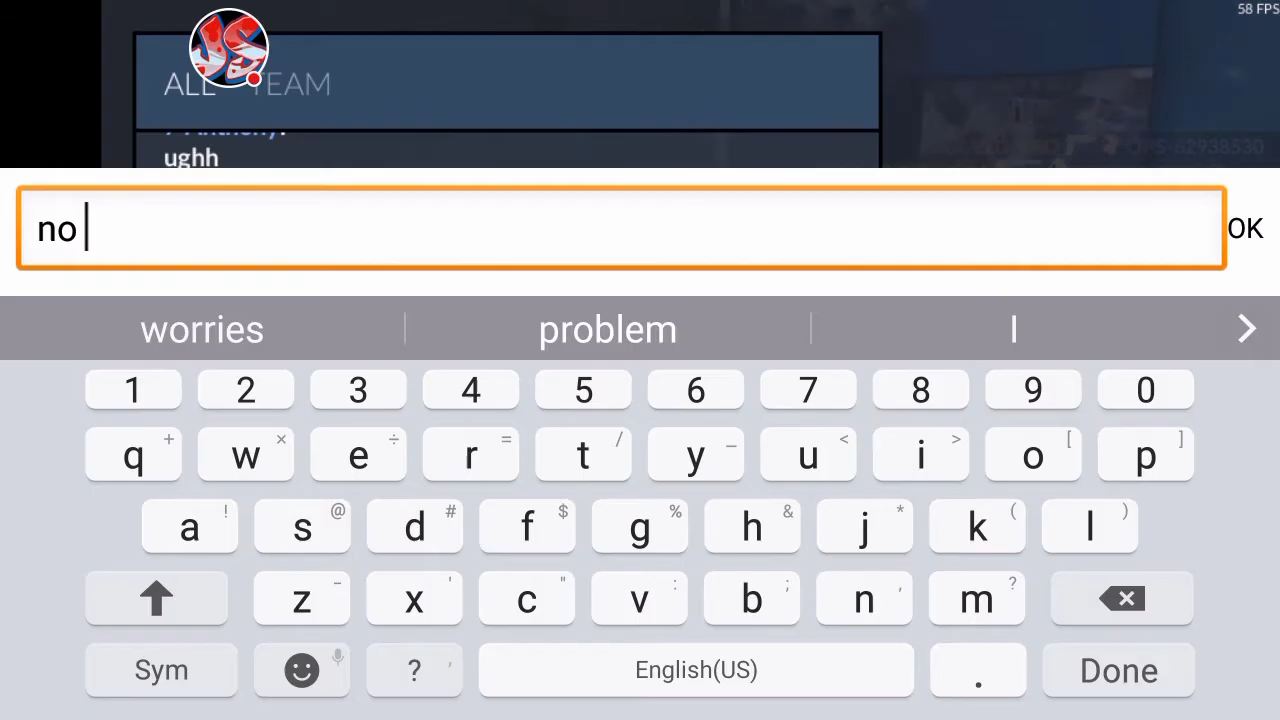 58 FPS
JS
ALL TEAM
ughh
no
OK
worries problem I
1 2 3 4 5 6 7 8 9 0
q + w × e ÷ r = t / y _ u < i > o [ p ]
a ! s @ d # f $ g % h & j * k ( l )
z - x ' c " v : b ; n , m ?
Sym ? , English(US) . Done